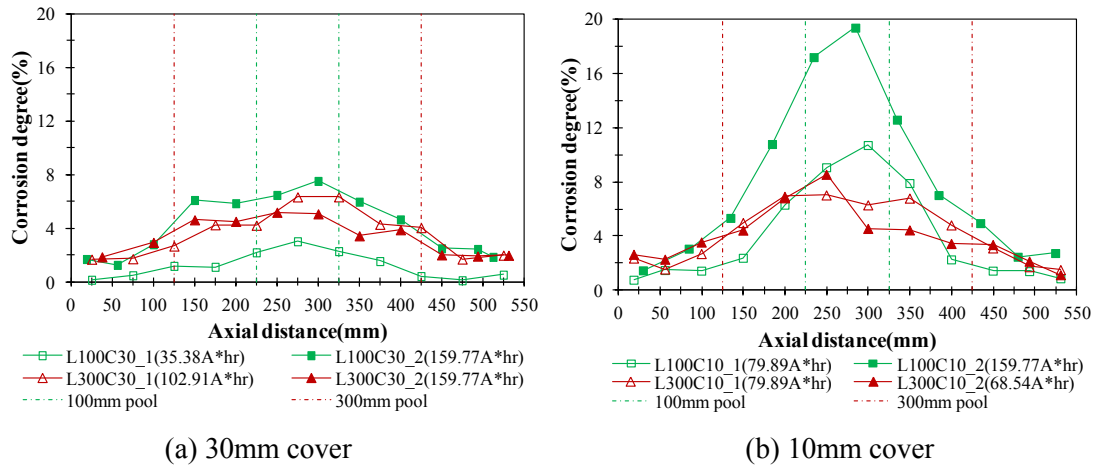 20
16
12
8
4
0
Corrosion degree(%)
0 50 100 150 200 250 300 350 400 450 500 550
Axial distance(mm)
L100C30_1(35.38A*hr) L100C30_2(159.77A*hr)
L300C30_1(102.91A*hr) L300C30_2(159.77A*hr)
100mm pool 300mm pool
(a) 30mm cover
20
16
12
8
4
0
Corrosion degree(%)
0 50 100 150 200 250 300 350 400 450 500 550
Axial distance(mm)
L100C10_1(79.89A*hr) L100C10_2(159.77A*hr)
L300C10_1(79.89A*hr) L300C10_2(68.54A*hr)
100mm pool 300mm pool
(b) 10mm cover